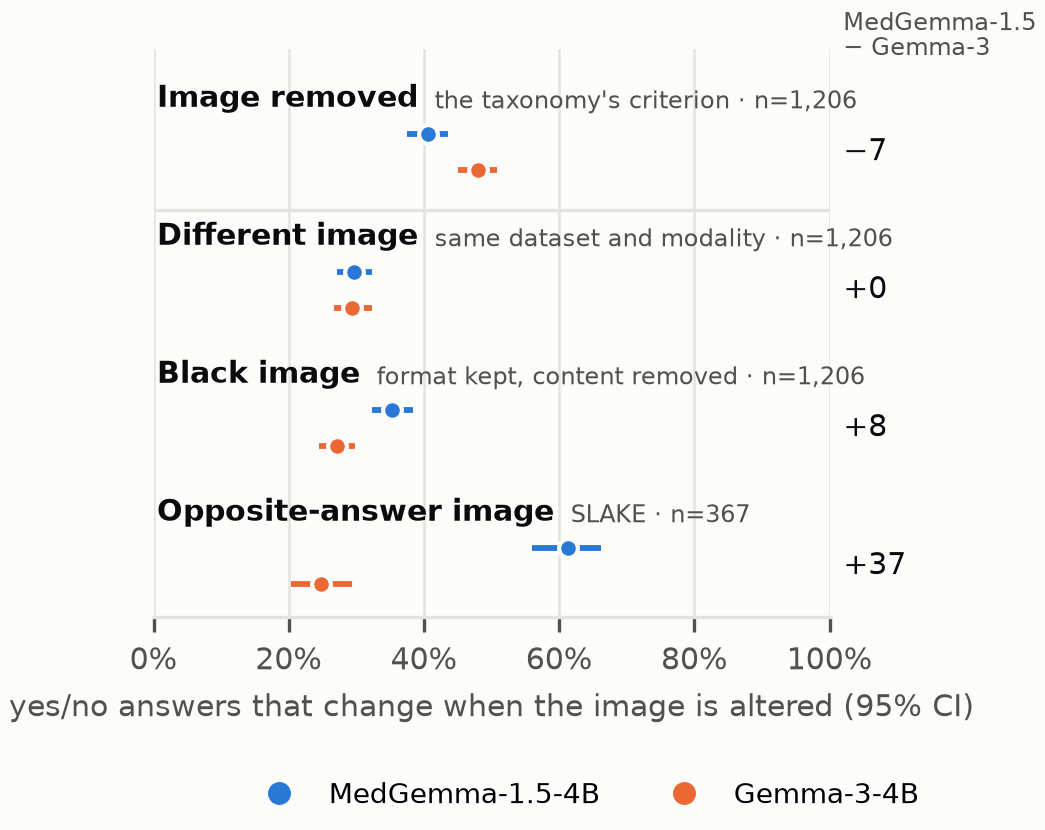 MedGemma-1.5
− Gemma-3
Image removed the taxonomy's criterion · n=1,206
−7
Different image same dataset and modality · n=1,206
+0
Black image format kept, content removed · n=1,206
+8
Opposite-answer image SLAKE · n=367
+37
0% 20% 40% 60% 80% 100%
yes/no answers that change when the image is altered (95% CI)
MedGemma-1.5-4B Gemma-3-4B